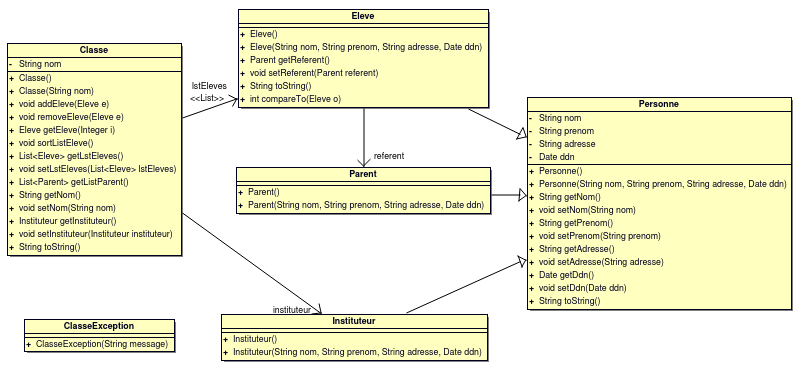 Classe
- String nom
+ Classe()
+ Classe(String nom)
+ void addEleve(Eleve e)
+ void removeEleve(Eleve e)
+ Eleve getEleve(Integer i)
+ void sortListEleve()
+ List<Eleve> getLstEleves()
+ void setLstEleves(List<Eleve> lstEleves)
+ List<Parent> getListParent()
+ String getNom()
+ void setNom(String nom)
+ Instituteur getInstituteur()
+ void setInstituteur(Instituteur instituteur)
+ String toString()
lstEleves
<<List>>
Eleve
+ Eleve()
+ Eleve(String nom, String prenom, String adresse, Date ddn)
+ Parent getReferent()
+ void setReferent(Parent referent)
+ String toString()
+ int compareTo(Eleve o)
referent
Parent
+ Parent()
+ Parent(String nom, String prenom, String adresse, Date ddn)
Personne
- String nom
- String prenom
- String adresse
- Date ddn
+ Personne()
+ Personne(String nom, String prenom, String adresse, Date ddn)
+ String getNom()
+ void setNom(String nom)
+ String getPrenom()
+ void setPrenom(String prenom)
+ String getAdresse()
+ void setAdresse(String adresse)
+ Date getDdn()
+ void setDdn(Date ddn)
+ String toString()
instituteur
Instituteur
+ Instituteur()
+ Instituteur(String nom, String prenom, String adresse, Date ddn)
ClasseException
+ ClasseException(String message)